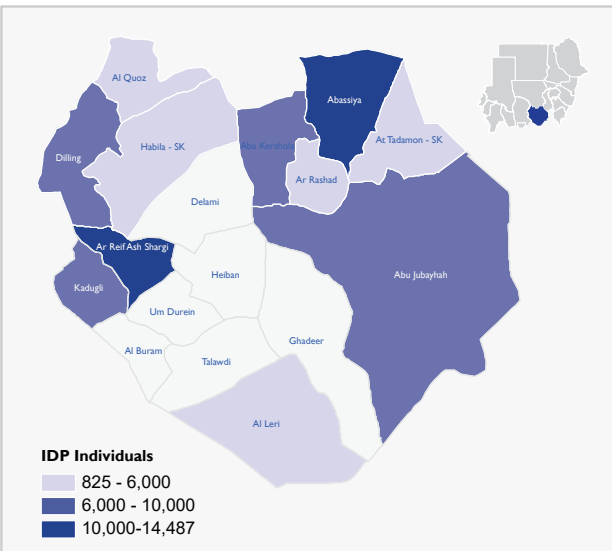 Al Quoz
Abassiya
Habila - SK
Abu Kershola
At Tadamon - SK
Dilling
Ar Rashad
Delami
Ar Reif Ash Shargi
Heiban
Abu Jubayhah
Kadugli
Um Durein
Ghadeer
Al Buram
Talawdi
Al Leri
IDP Individuals
825 - 6,000
6,000 - 10,000
10,000-14,487